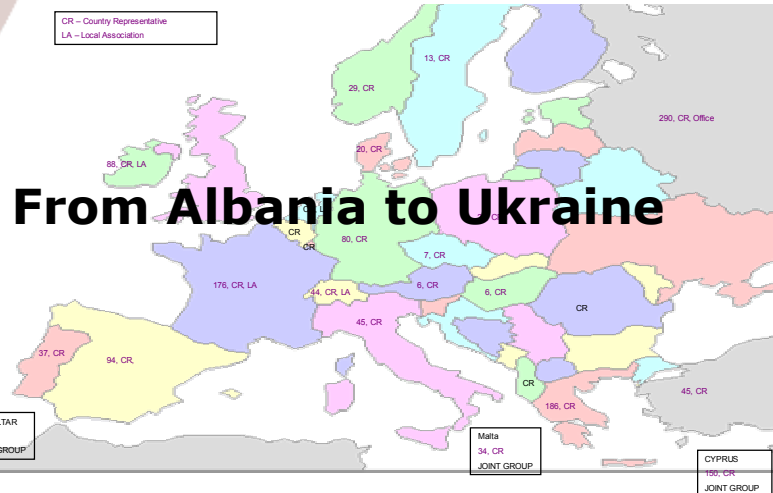 CR – Country Representative
LA – Local Association
13, CR
29, CR
290, CR, Office
20, CR
88, CR, LA
From Albania to Ukraine
CR
CR
80, CR
7, CR
176, CR, LA
44, CR, LA
6, CR
6, CR
CR
45, CR
37, CR
94, CR,
CR
45, CR
186, CR
LTAR
GROUP
Malta
34, CR
JOINT GROUP
CYPRUS
150, CR
JOINT GROUP